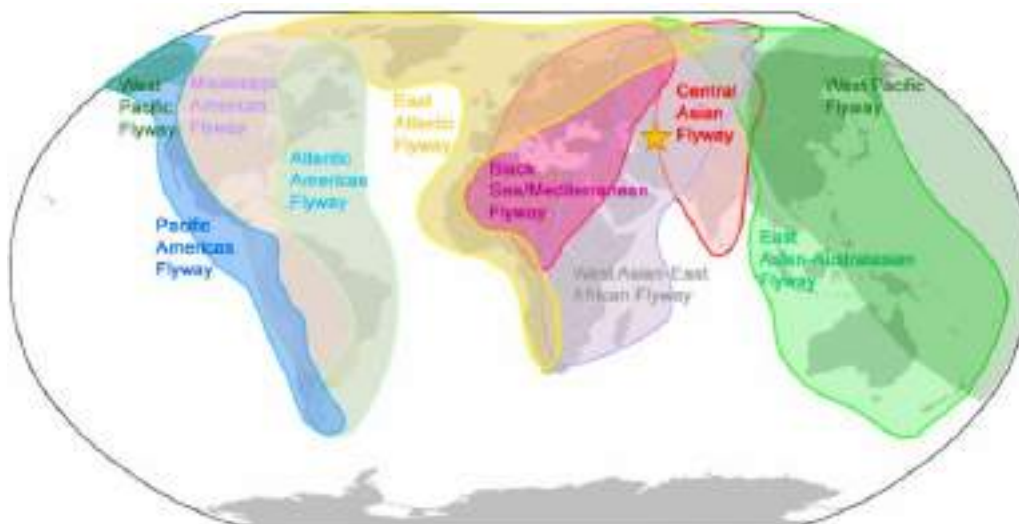 West
Pacific
Flyway
Mississippi
Americas
Flyway
Atlantic
Americas
Flyway
Pacific
Americas
Flyway
East
Atlantic
Flyway
Black
Sea/Mediterranean
Flyway
West Asian-East
African Flyway
Central
Asian
Flyway
East
Asian-Australasian
Flyway
West Pacific
Flyway